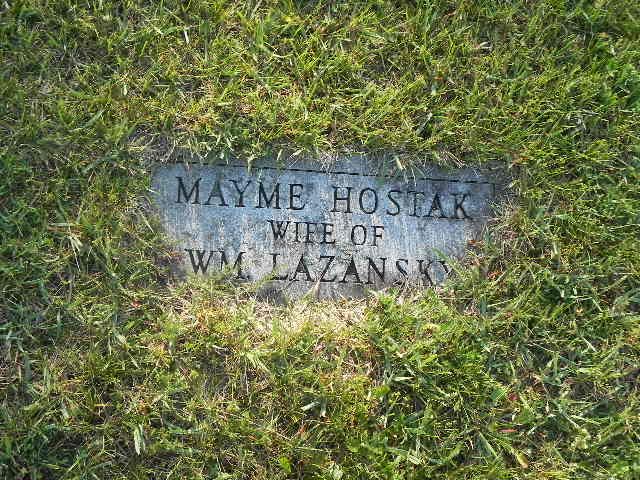 MAYME HOSTAK
WIFE OF
WM LAZANSKY